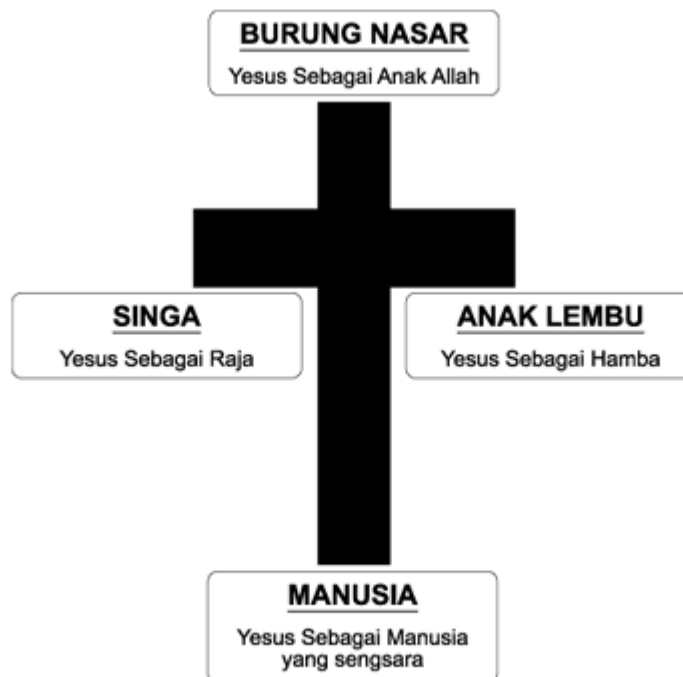 BURUNG NASAR
Yesus Sebagai Anak Allah
SINGA
Yesus Sebagai Raja
ANAK LEMBU
Yesus Sebagai Hamba
MANUSIA
Yesus Sebagai Manusia
yang sengsara